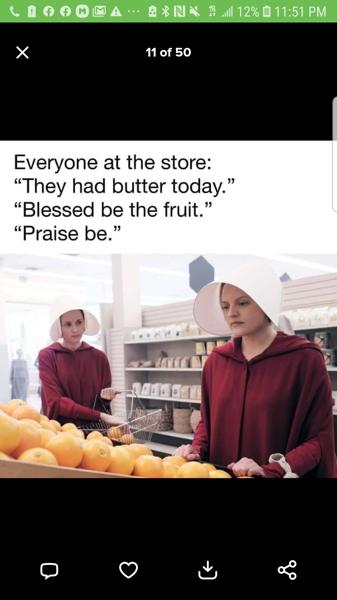 12% 11:51 PM
11 of 50
Everyone at the store:
“They had butter today.”
“Blessed be the fruit.”
“Praise be.”